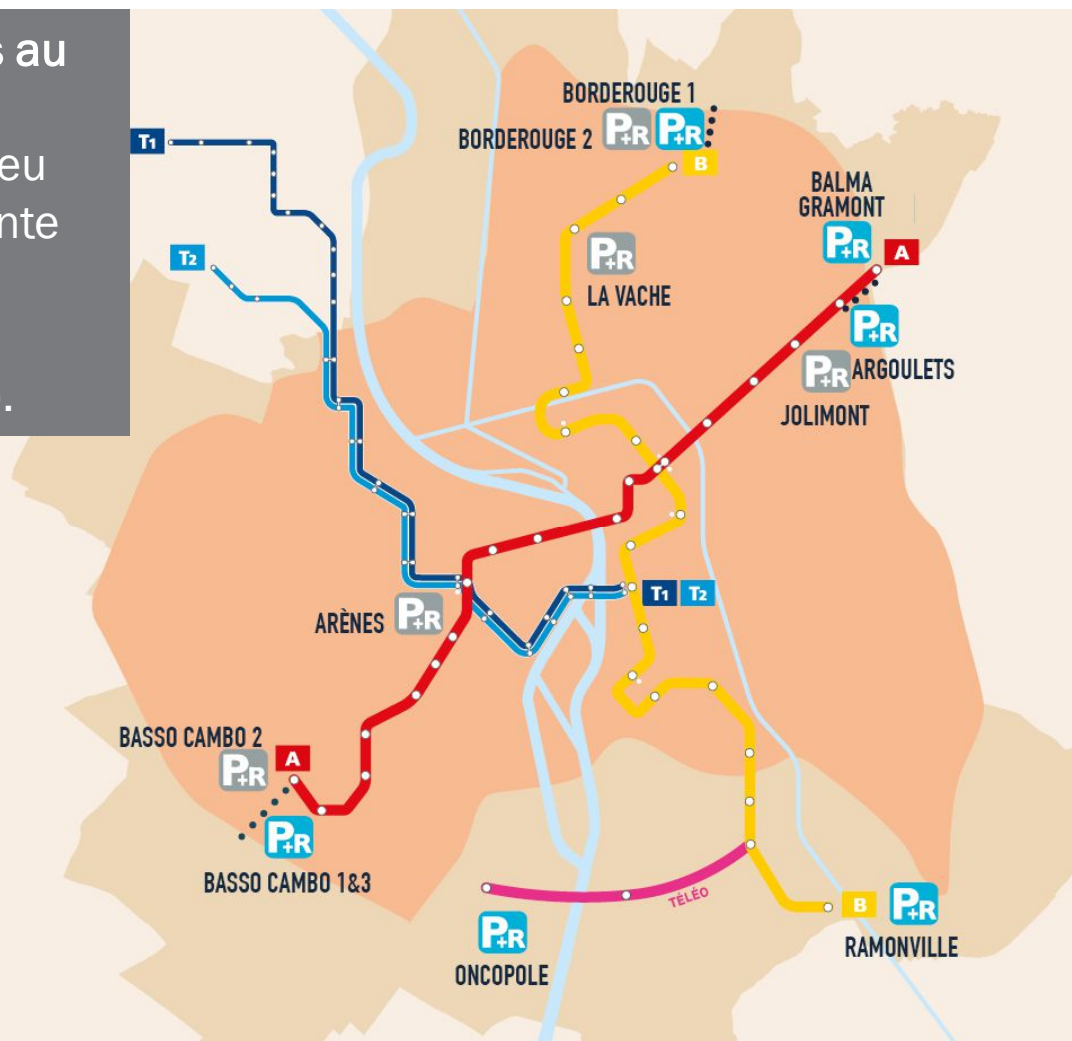 s au
eu
nte
.
BORDEROUGE 1
BORDEROUGE 2 P+R P+R
B
BALMA
GRAMONT
P+R
A
T1
T2
P+R
LA VACHE
P+R
P+R ARGOULETS
JOLIMONT
T1 T2
ARÈNES P+R
BASSO CAMBO 2
P+R
A
P+R
BASSO CAMBO 1&3
TÉLÉO
B P+R
RAMONVILLE
P+R
ONCOPOLE